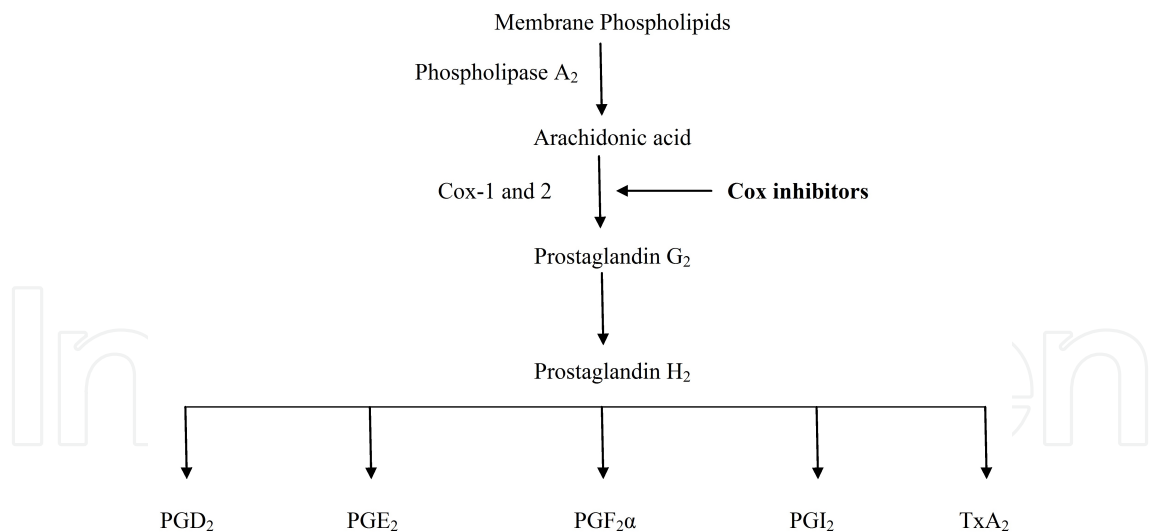 Membrane Phospholipids
Phospholipase A₂
Arachidonic acid
Cox-1 and 2
Cox inhibitors
Prostaglandin G₂
Prostaglandin H₂
PGD₂ PGE₂ PGF₂α PGI₂ TxA₂